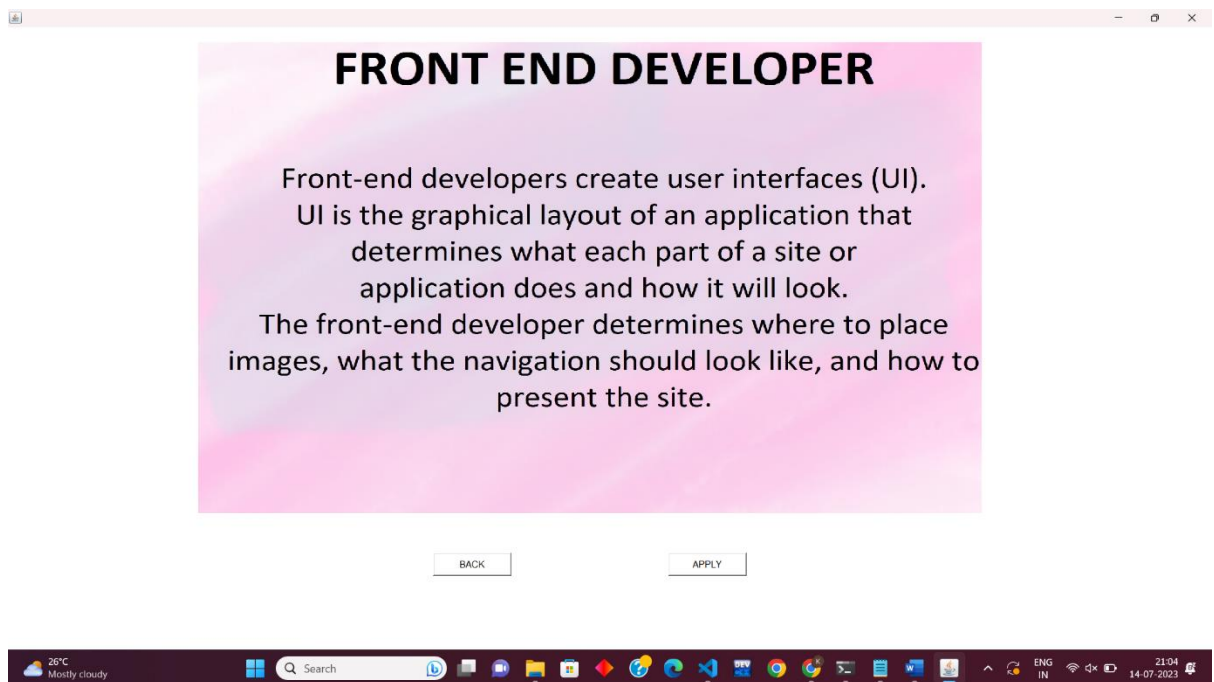 FRONT END DEVELOPER
Front-end developers create user interfaces (UI).
UI is the graphical layout of an application that
determines what each part of a site or
application does and how it will look.
The front-end developer determines where to place
images, what the navigation should look like, and how to
present the site.
BACK
APPLY
26°C
Mostly cloudy
Search
DEV
ENG
IN
21:04
14-07-2023